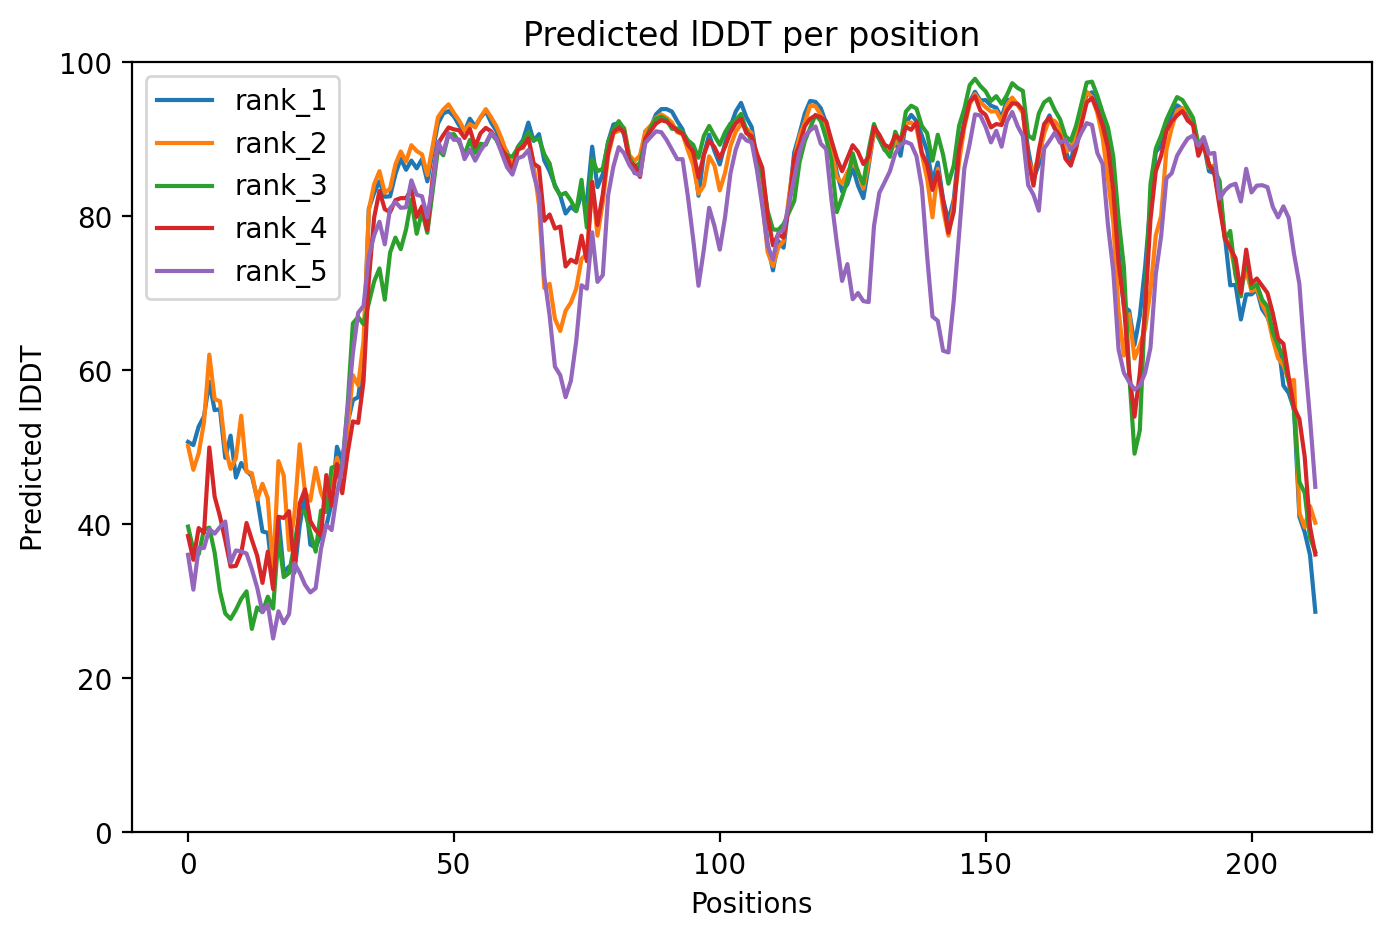 Predicted lDDT per position
100
80
60
40
20
0
Predicted lDDT
rank_1
rank_2
rank_3
rank_4
rank_5
0 50 100 150 200
Positions